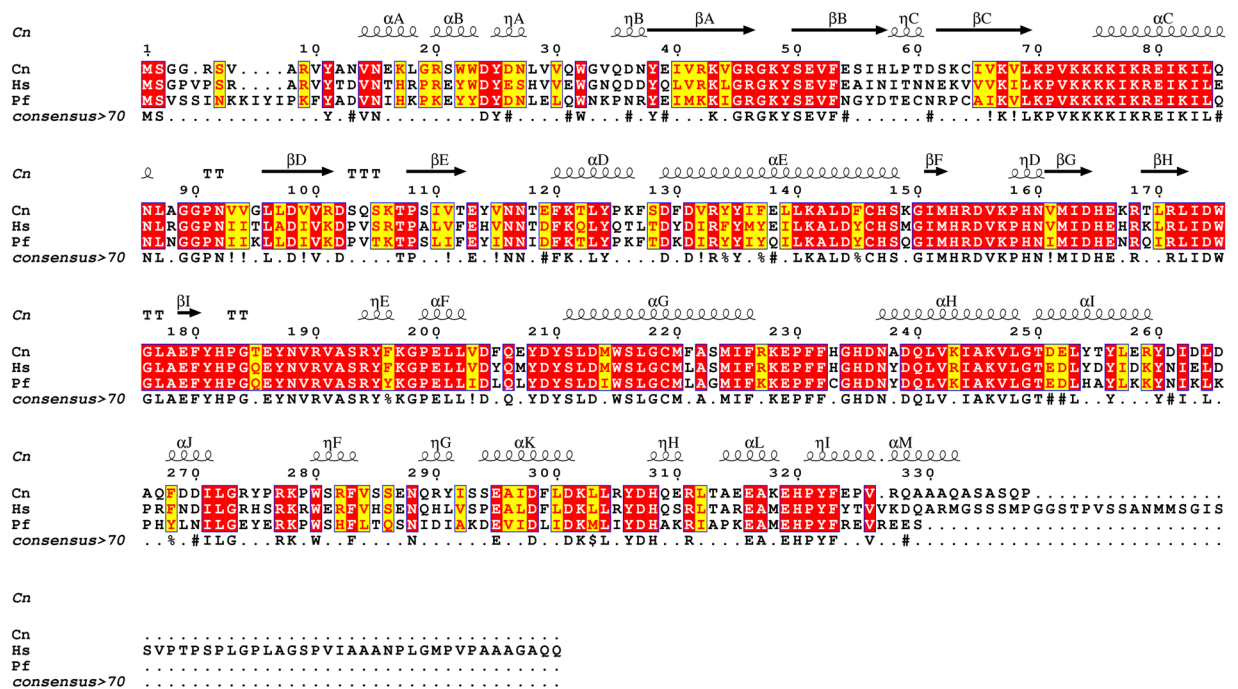 αA αB ηA ηB βA βB ηC βC αC
Cn
1 10 20 30 40 50 60 70 80
Cn MSGG.RSV....ARVYANVNEKLGRSWWDYDNLVVQWGVQDNYEIVRKVGRGKYSEVFESIHLPTDSKCIVKVLKPVKKKKIKREIKILQ
Hs MSGPVPSR....ARVYTDVNTHRPREYWDYESHVVEWGNQDDYQLVRKLGRGKYSEVFEAINITNNEKVVVKILKPVKKKKIKREIKILE
Pf MSVSSINKKIYIPKFYADVNIHKPKEYYDYDNLELQWNKPNRYEIMKKIGRGKYSEVFNGYDTECNRPCAIKVLKPVKKKKIKREIKILQ
consensus>70 MS.............Y.#VN........DY#....#W...#.Y#...K.GRGKYSEVF#......#....!K!LKPVKKKKIKREIKIL#
TT βD TTT βE αD αE βF ηD βG βH
Cn
90 100 110 120 130 140 150 160 170
Cn NLAGGPNVVGLLDVVRDSQSKTPSIVTEYVNNTEFKTLYPKFSDFDVRYYIFELLKALDFCHSKGIMHRDVKPHNVMIDHEKRTLRLIDW
Hs NLRGGPNIITLADIVKDPVSRTPALVFEHVNNTDFKQLYQTLTDYDIRFYMYEILKALDYCHSMGIMHRDVKPHNVMIDHEHRKLRLIDW
Pf NLNGGPNIIKLLDIVKDPVTKTPALIFEYINNIDFKTLYPKFTDKDIRYYIYQILKALDYCHSQGIMHRDVKPHNIMIDHENRQIRLIDW
consensus>70 NL.GGPN!!.L.D!V.D....TP..!.E.!NN.#FK.LY....D.D!R%Y.%#.LKALD%CHS.GIMHRDVKPHN!MIDHE.R..RLIDW
TT βI TT ηE αF αG αH αI
Cn
180 190 200 210 220 230 240 250 260
Cn GLAEFYHPGTEYNVRVASRYFKGPELLVDFQEYDYSLDMWSLGCMFASMIFRKEPFFHGHDNADQLVKIAKVLGTDELYTYLERYDIDLD
Hs GLAEFYHPGQEYNVRVASRYFKGPELLVDYQMYDYSLDMWSLGCMLASMIFRKEPFFHGHDNYDQLVRIAKVLGTEDLYDYIDKYNIELD
Pf GLAEFYHPGQEYNVRVASRYYKGPELLIDLQLYDYSLDIWSLGCMLAGMIFKKEPFFCGHDNYDQLVKIAKVLGTEDLHAYLKKYNIKLK
consensus>70 GLAEFYHPG.EYNVRVASRY%KGPELL!D.Q.YDYSLD.WSLGCM.A.MIF.KEPFF.GHDN.DQLV.IAKVLGT##L..Y...Y#I.L.
αJ ηF ηG αK ηH αL ηI αM
Cn
270 280 290 300 310 320 330
Cn AQFDDILGRYPRKPWSRFVSSENQRYISSEAIDFLDKLLRYDHQERLTAEEAKEHPYFEPV.RQAAAQASASQP................
Hs PRFNDILGRHSRKRWERFVHSENQHLVSPEALDFLDKLLRYDHQSRLTAREAMEHPYFYTVVKDQARMGSSSMPGGSTPVSSANMMSGIS
Pf PHYLNILGEYERKPWSHFLTQSNIDIAKDEVIDLIDKMLIYDHAKRITAKEAMEHPYFREVREES.........................
consensus>70 ..%.#ILG...RK.W..F....N......E..D..DK$L.YDH..R....EA.EHPYF..V..#..........................
Cn
Cn ...................................
Hs SVPTPSPLGPLAGSPVIAAANPLGMPVPAAAGAQQ
Pf ...................................
consensus>70 ...................................